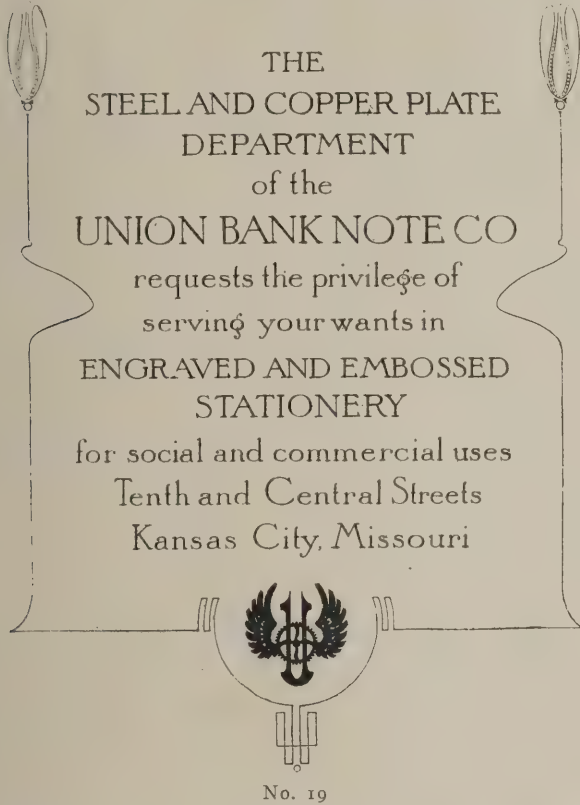 THE
STEEL AND COPPER PLATE
DEPARTMENT
of the
UNION BANK NOTE CO
requests the privilege of
serving your wants in
ENGRAVED AND EMBOSSED
STATIONERY
for social and commercial uses
Tenth and Central Streets
Kansas City, Missouri
No. 19